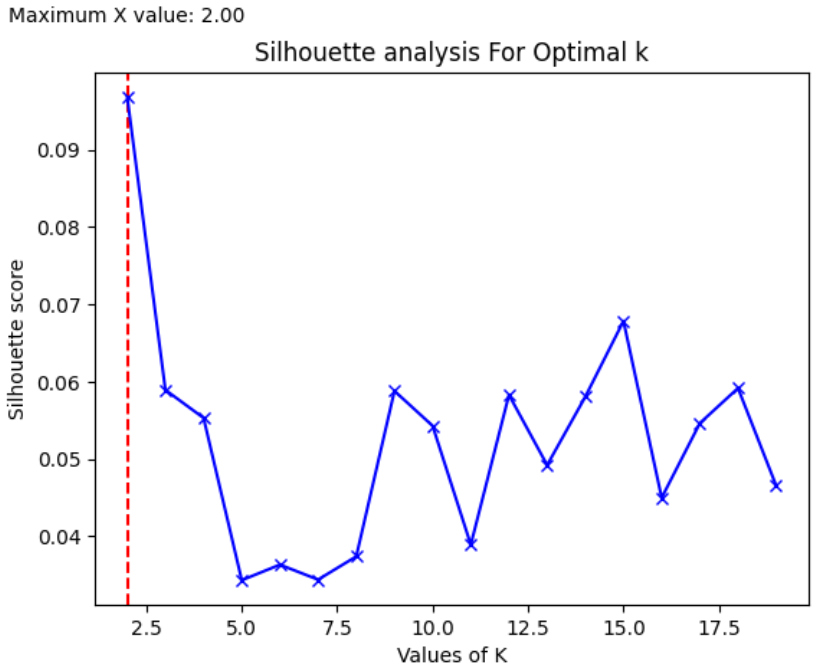 Maximum X value: 2.00
Silhouette analysis For Optimal k
Silhouette score
0.09
0.08
0.07
0.06
0.05
0.04
2.5 5.0 7.5 10.0 12.5 15.0 17.5
Values of K